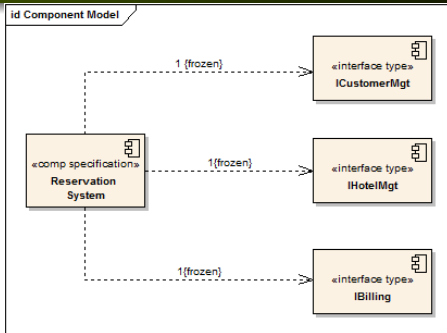 id Component Model
1 {frozen}
«interface type»
ICustomerMgt
«comp specification»
Reservation
System
1{frozen}
«interface type»
IHotelMgt
1{frozen}
«interface type»
IBilling